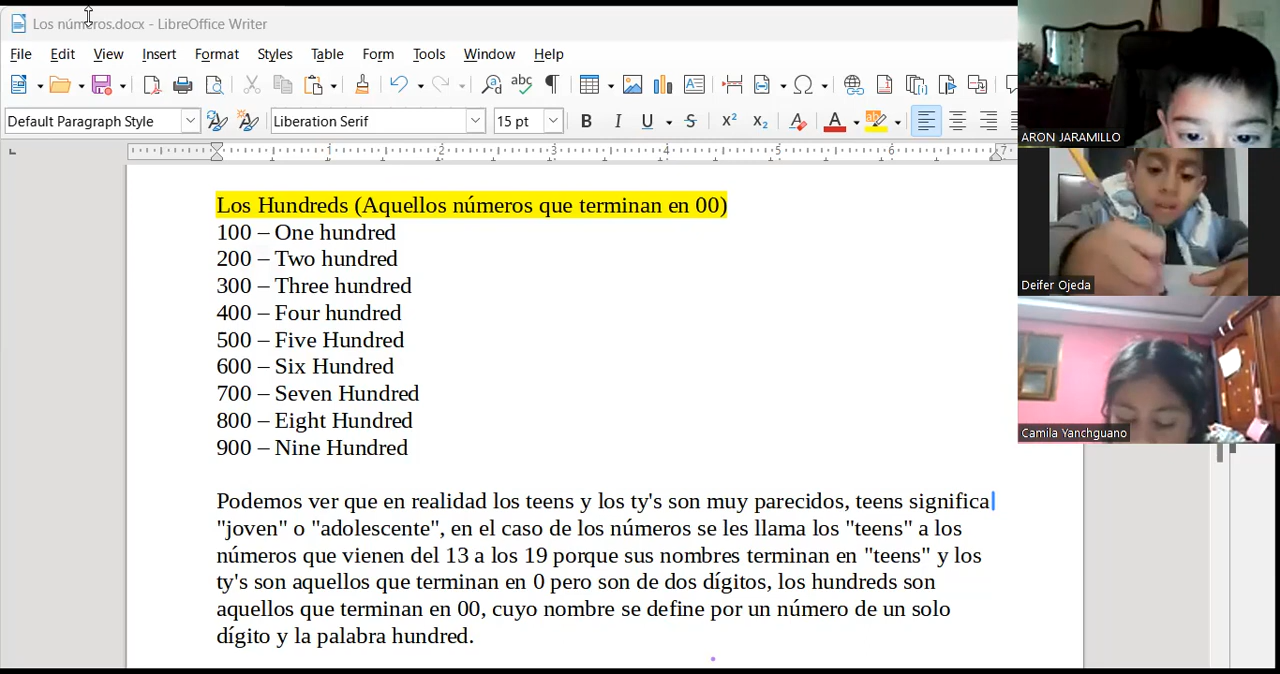 Los números.docx - LibreOffice Writer
File Edit View Insert Format Styles Table Form Tools Window Help
Default Paragraph Style Liberation Serif 15 pt
1 2 3 4 5 6 7
Los Hundreds (Aquellos números que terminan en 00)
100 – One hundred
200 – Two hundred
300 – Three hundred
400 – Four hundred
500 – Five Hundred
600 – Six Hundred
700 – Seven Hundred
800 – Eight Hundred
900 – Nine Hundred
Podemos ver que en realidad los teens y los ty's son muy parecidos, teens significa
"joven" o "adolescente", en el caso de los números se les llama los "teens" a los
números que vienen del 13 a los 19 porque sus nombres terminan en "teens" y los
ty's son aquellos que terminan en 0 pero son de dos dígitos, los hundreds son
aquellos que terminan en 00, cuyo nombre se define por un número de un solo
dígito y la palabra hundred.
ARON JARAMILLO
Deifer Ojeda
Camila Yanchguano